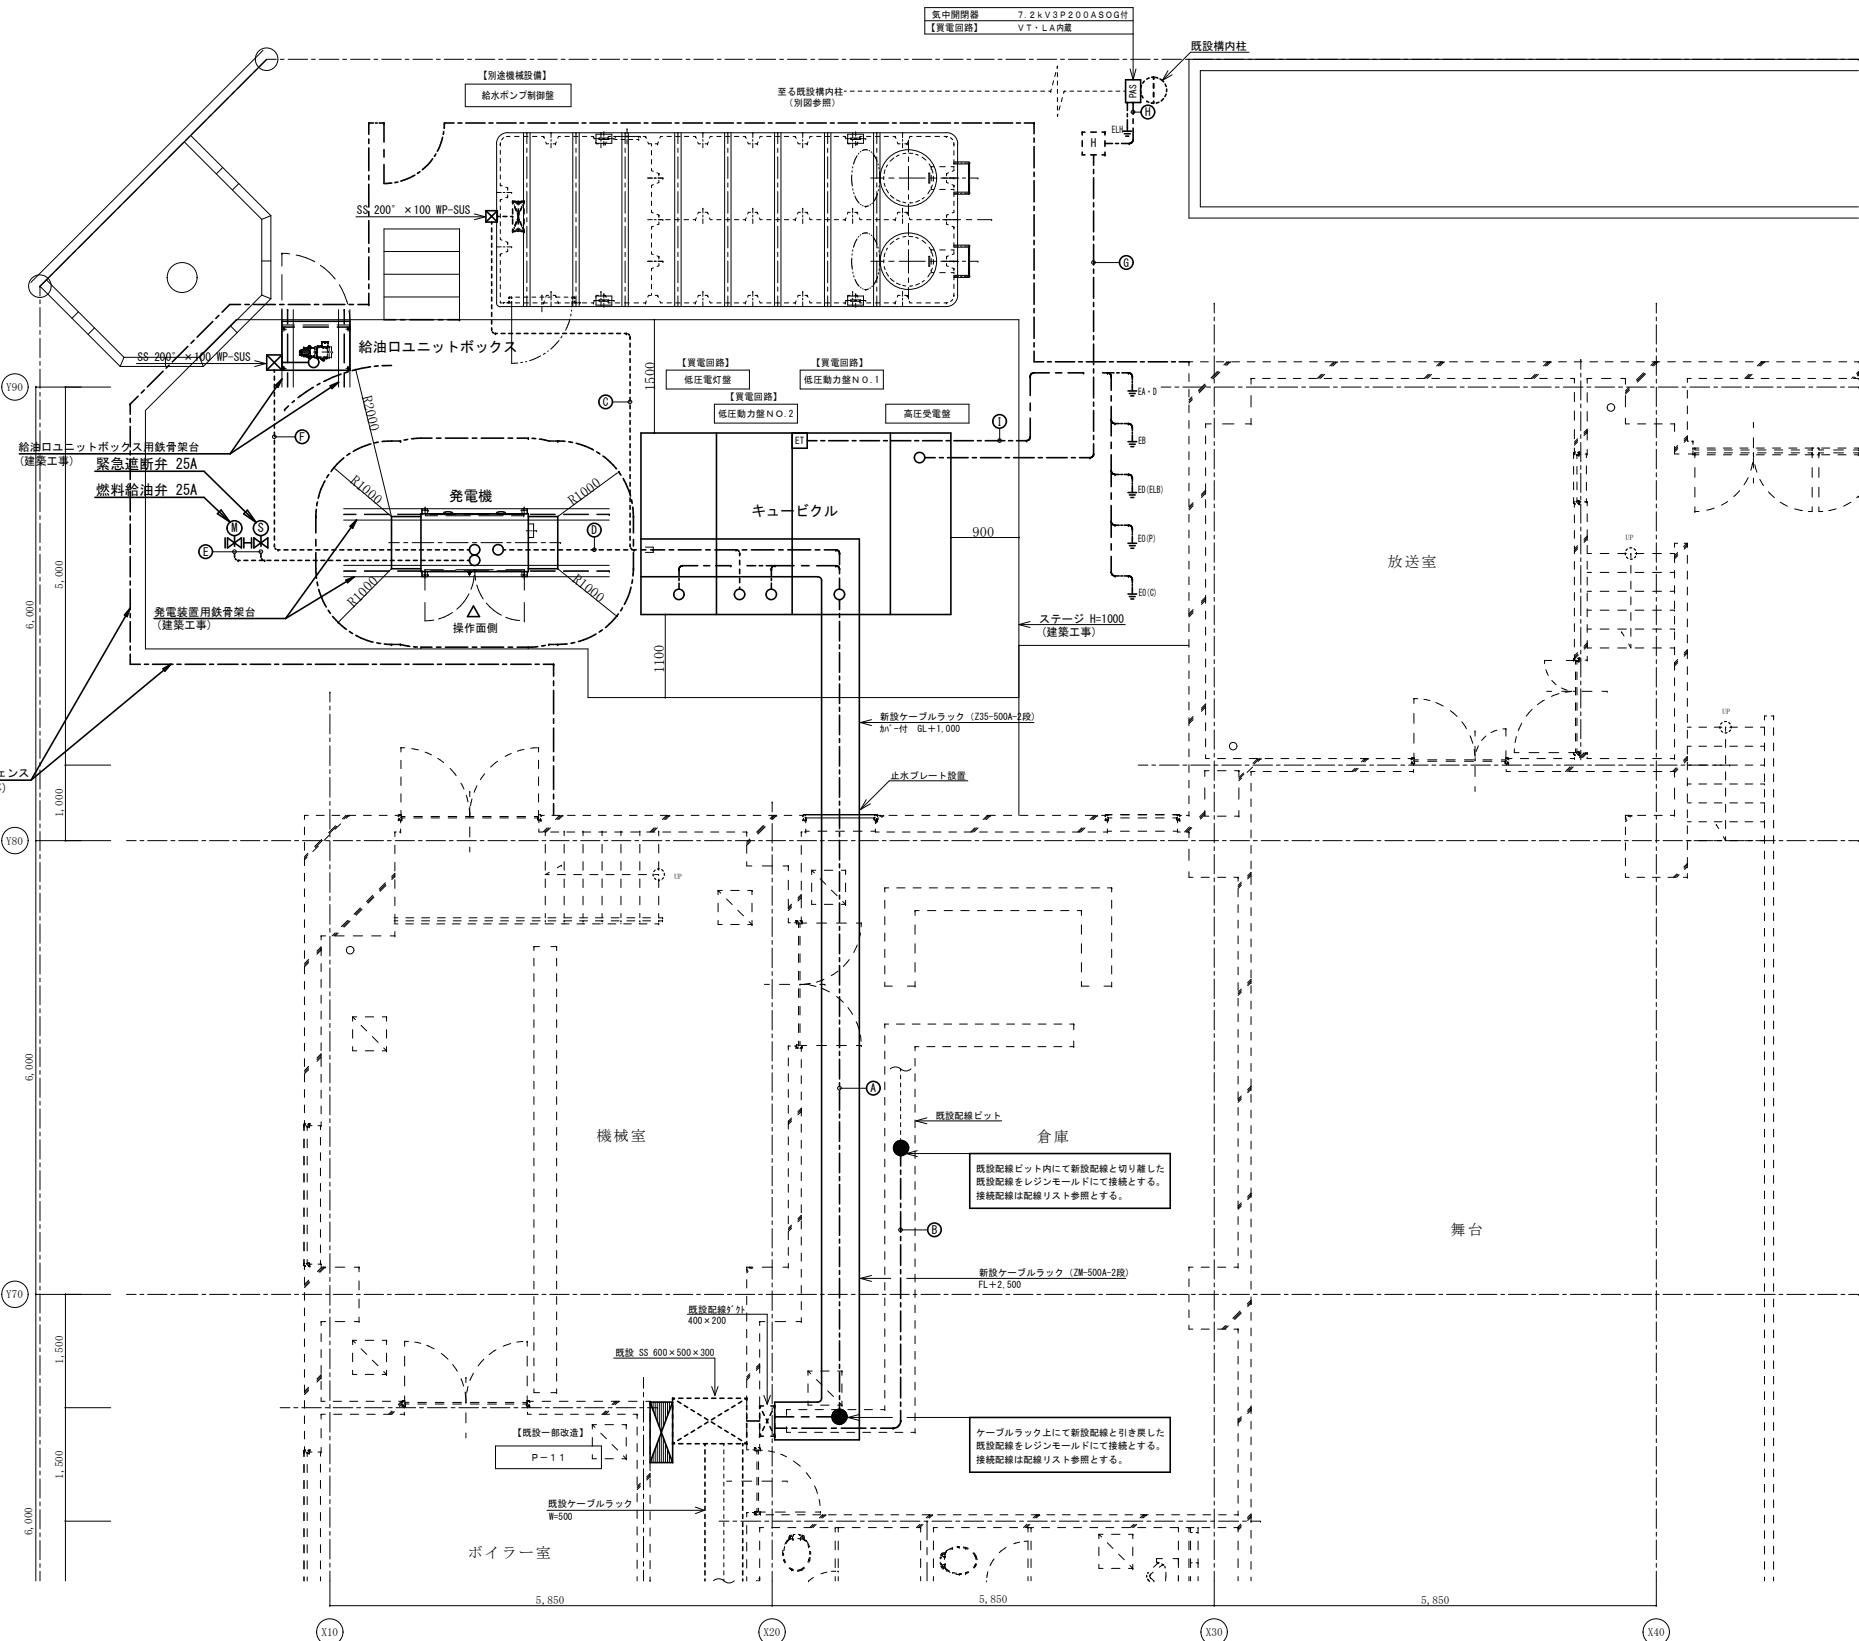 気中開閉器 7.2kV3P200ASOG付
【買電回路】 VT・LA内蔵
既設構内柱
【別途機械設備】
給水ポンプ制御盤
至る既設構内柱
(別図参照)
PAS
H
ELH
H
SS 200°×100 WP-SUS
G
SS 200°×100 WP-SUS
給油口ユニットボックス
1500
【買電回路】
低圧電灯盤
【買電回路】
低圧動力盤NO.1
【買電回路】
低圧動力盤NO.2
高圧受電盤
Y90
EA・D
C
R2000
I
F
ET
EB
給油口ユニットボックス用鉄骨架台
(建築工事)
緊急遮断弁 25A
燃料給油弁 25A
R1000
発電機
R1000
キュービクル
ED(ELB)
M
S
D
900
EO(P)
E
放送室
UP
5,000
6,000
R1000
R1000
EO(C)
発電装置用鉄骨架台
(建築工事)
操作面側
ステージ H=1000
(建築工事)
1100
新設ケーブルラック (Z35-500A-2段)
ｶﾊﾞｰ付 GL+1,000
UP
ェンス
止水プレート設置
1,000
Y80
UP
6,000
A
既設配線ピット
機械室
倉庫
既設配線ピット内にて新設配線と切り離した
既設配線をレジンモールドにて接続とする。
接続配線は配線リスト参照とする。
B
舞台
新設ケーブルラック (ZM-500A-2段)
FL+2,500
Y70
既設配線ﾀﾞｸﾄ
400×200
1,500
既設 SS 600×500×300
【既設一部改造】
P-11
ケーブルラック上にて新設配線と引き戻した
既設配線をレジンモールドにて接続とする。
接続配線は配線リスト参照とする。
1,500
既設ケーブルラック
W=500
6,000
ボイラー室
5,850
5,850
5,850
X10
X20
X30
X40